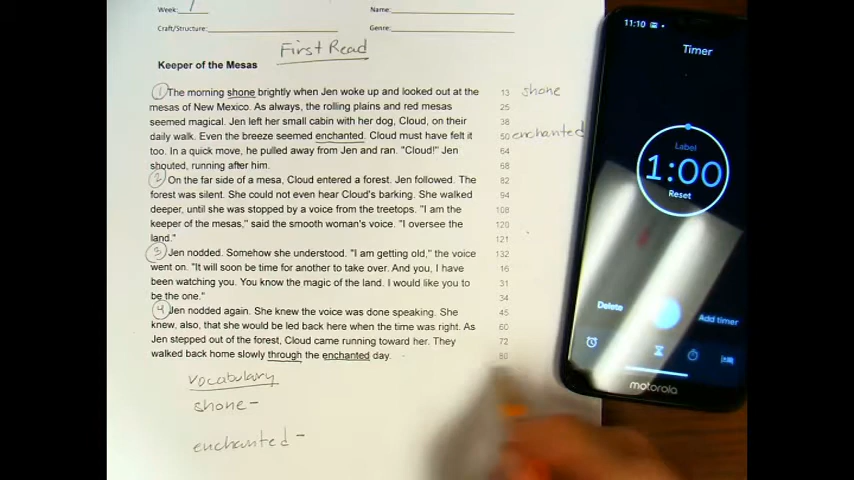 Week: 1
Name:
Craft/Structure:
Genre:
First Read
Keeper of the Mesas
1 The morning shone brightly when Jen woke up and looked out at the 13 shone
mesas of New Mexico. As always, the rolling plains and red mesas 25
seemed magical. Jen left her small cabin with her dog, Cloud, on their 38
daily walk. Even the breeze seemed enchanted. Cloud must have felt it 50 enchanted
too. In a quick move, he pulled away from Jen and ran. "Cloud!" Jen 64
shouted, running after him. 68
2 On the far side of a mesa, Cloud entered a forest. Jen followed. The 82
forest was silent. She could not even hear Cloud's barking. She walked 94
deeper, until she was stopped by a voice from the treetops. "I am the 108
keeper of the mesas," said the smooth woman's voice. "I oversee the 120
land." 121
3 Jen nodded. Somehow she understood. "I am getting old," the voice 132
went on. "It will soon be time for another to take over. And you, I have 16
been watching you. You know the magic of the land. I would like you to 31
be the one." 34
4 Jen nodded again. She knew the voice was done speaking. She 45
knew, also, that she would be led back here when the time was right. As 60
Jen stepped out of the forest, Cloud came running toward her. They 72
walked back home slowly through the enchanted day. 80
Vocabulary
shone-
enchanted-
11:10
Timer
Label
1:00
Reset
Delete
Add timer
motorola